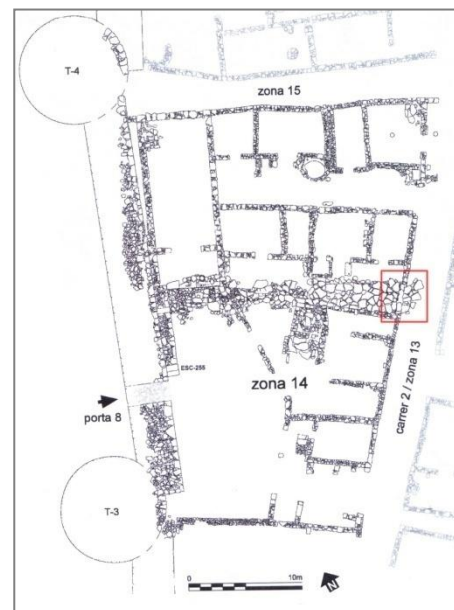 T-4
zona 15
ESC-255
zona 14
porta 8
carrer 2 / zona 13
T-3
0 10m
N